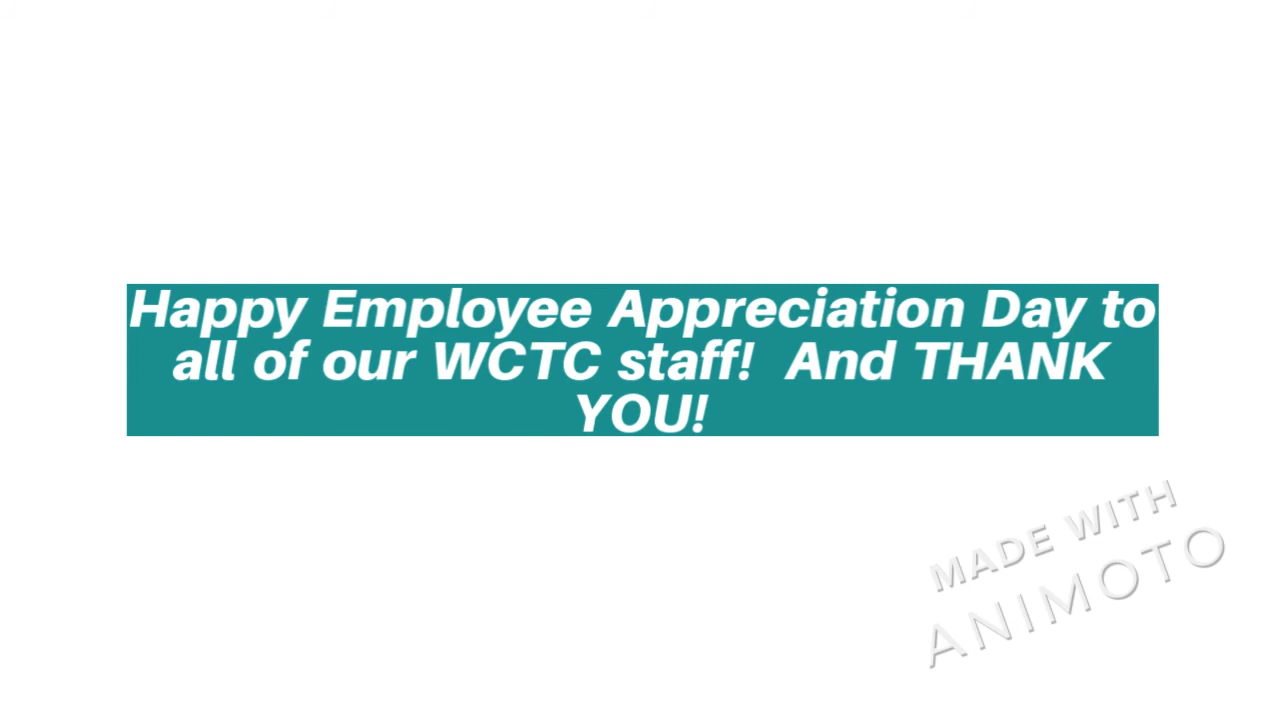 Happy Employee Appreciation Day to
all of our WCTC staff!  And THANK
YOU!
MADE WITH
ANIMOTO